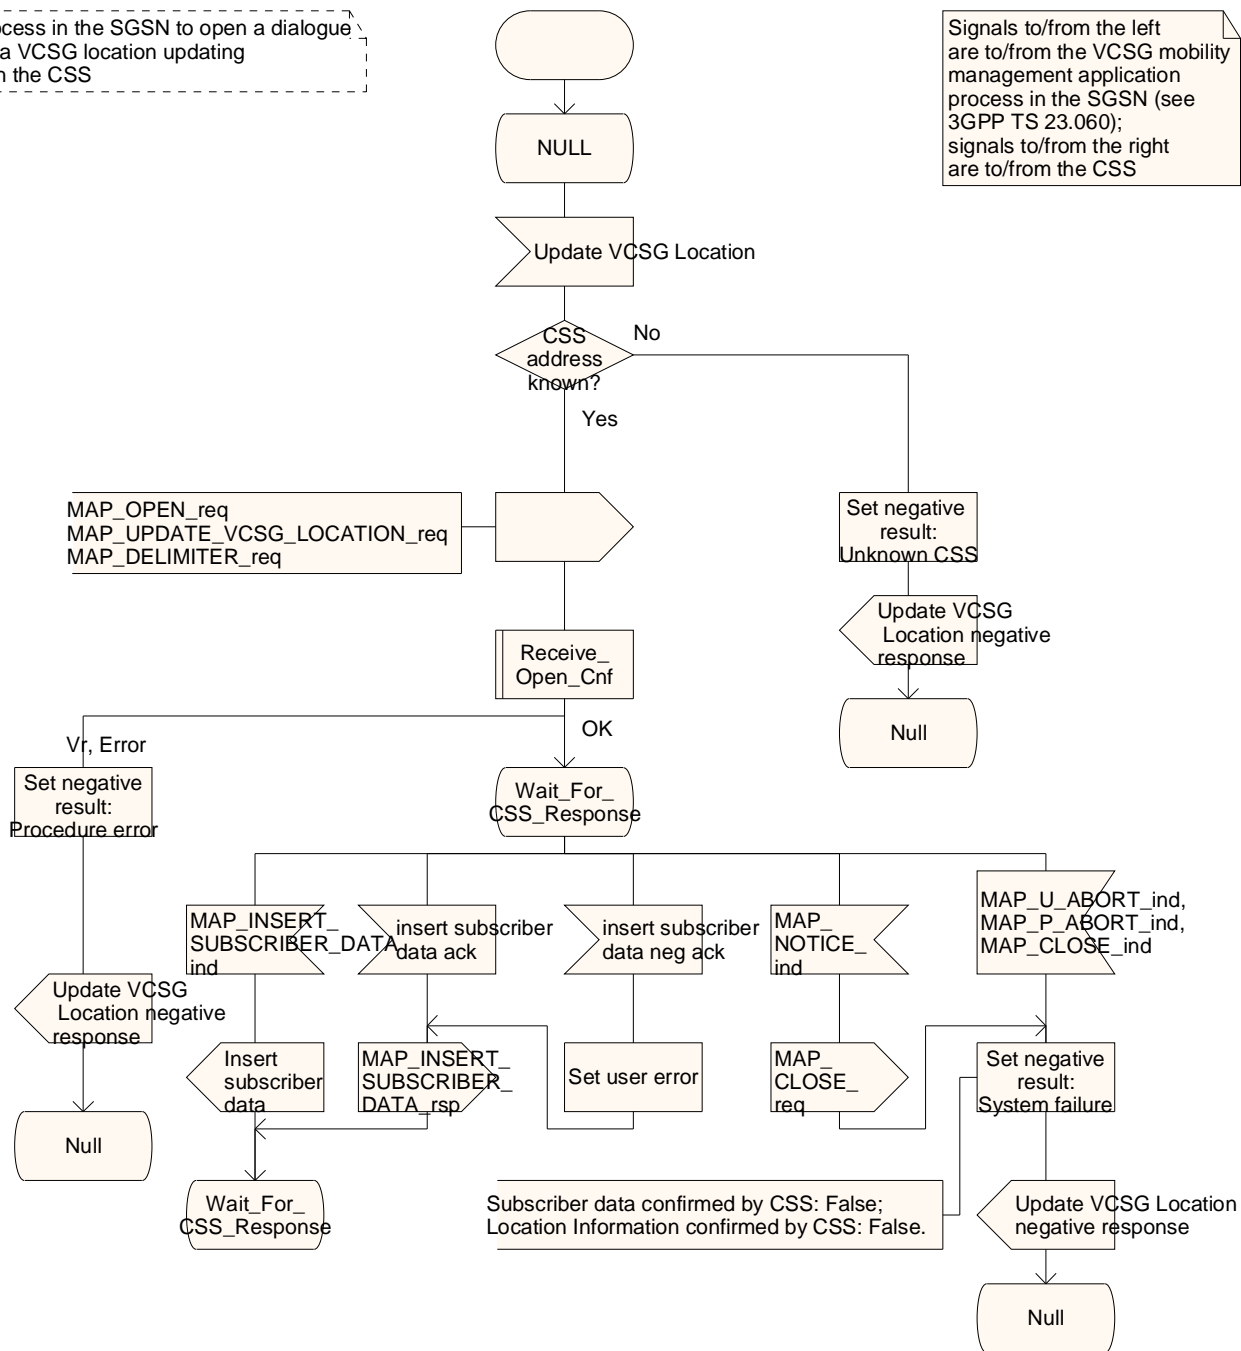 ocess in the SGSN to open a dialogue
a VCSG location updating
n the CSS
Signals to/from the left
are to/from the VCSG mobility
management application
process in the SGSN (see
3GPP TS 23.060);
signals to/from the right
are to/from the CSS
NULL
Update VCSG Location
CSS
address
known?
No
Yes
MAP_OPEN_req
MAP_UPDATE_VCSG_LOCATION_req
MAP_DELIMITER_req
Set negative
result:
Unknown CSS
Update VCSG
Location negative
response
Null
Receive_
Open_Cnf
OK
Vr, Error
Set negative
result:
Procedure error
Wait_For_
CSS_Response
MAP_INSERT_
SUBSCRIBER_DATA_
ind
insert subscriber
data ack
insert subscriber
data neg ack
MAP_
NOTICE_
ind
MAP_U_ABORT_ind,
MAP_P_ABORT_ind,
MAP_CLOSE_ind
Update VCSG
Location negative
response
Insert
subscriber
data
MAP_INSERT_
SUBSCRIBER_
DATA_rsp
Set user error
MAP_
CLOSE_
req
Set negative
result:
System failure
Null
Wait_For_
CSS_Response
Subscriber data confirmed by CSS: False;
Location Information confirmed by CSS: False.
Update VCSG Location
negative response
Null